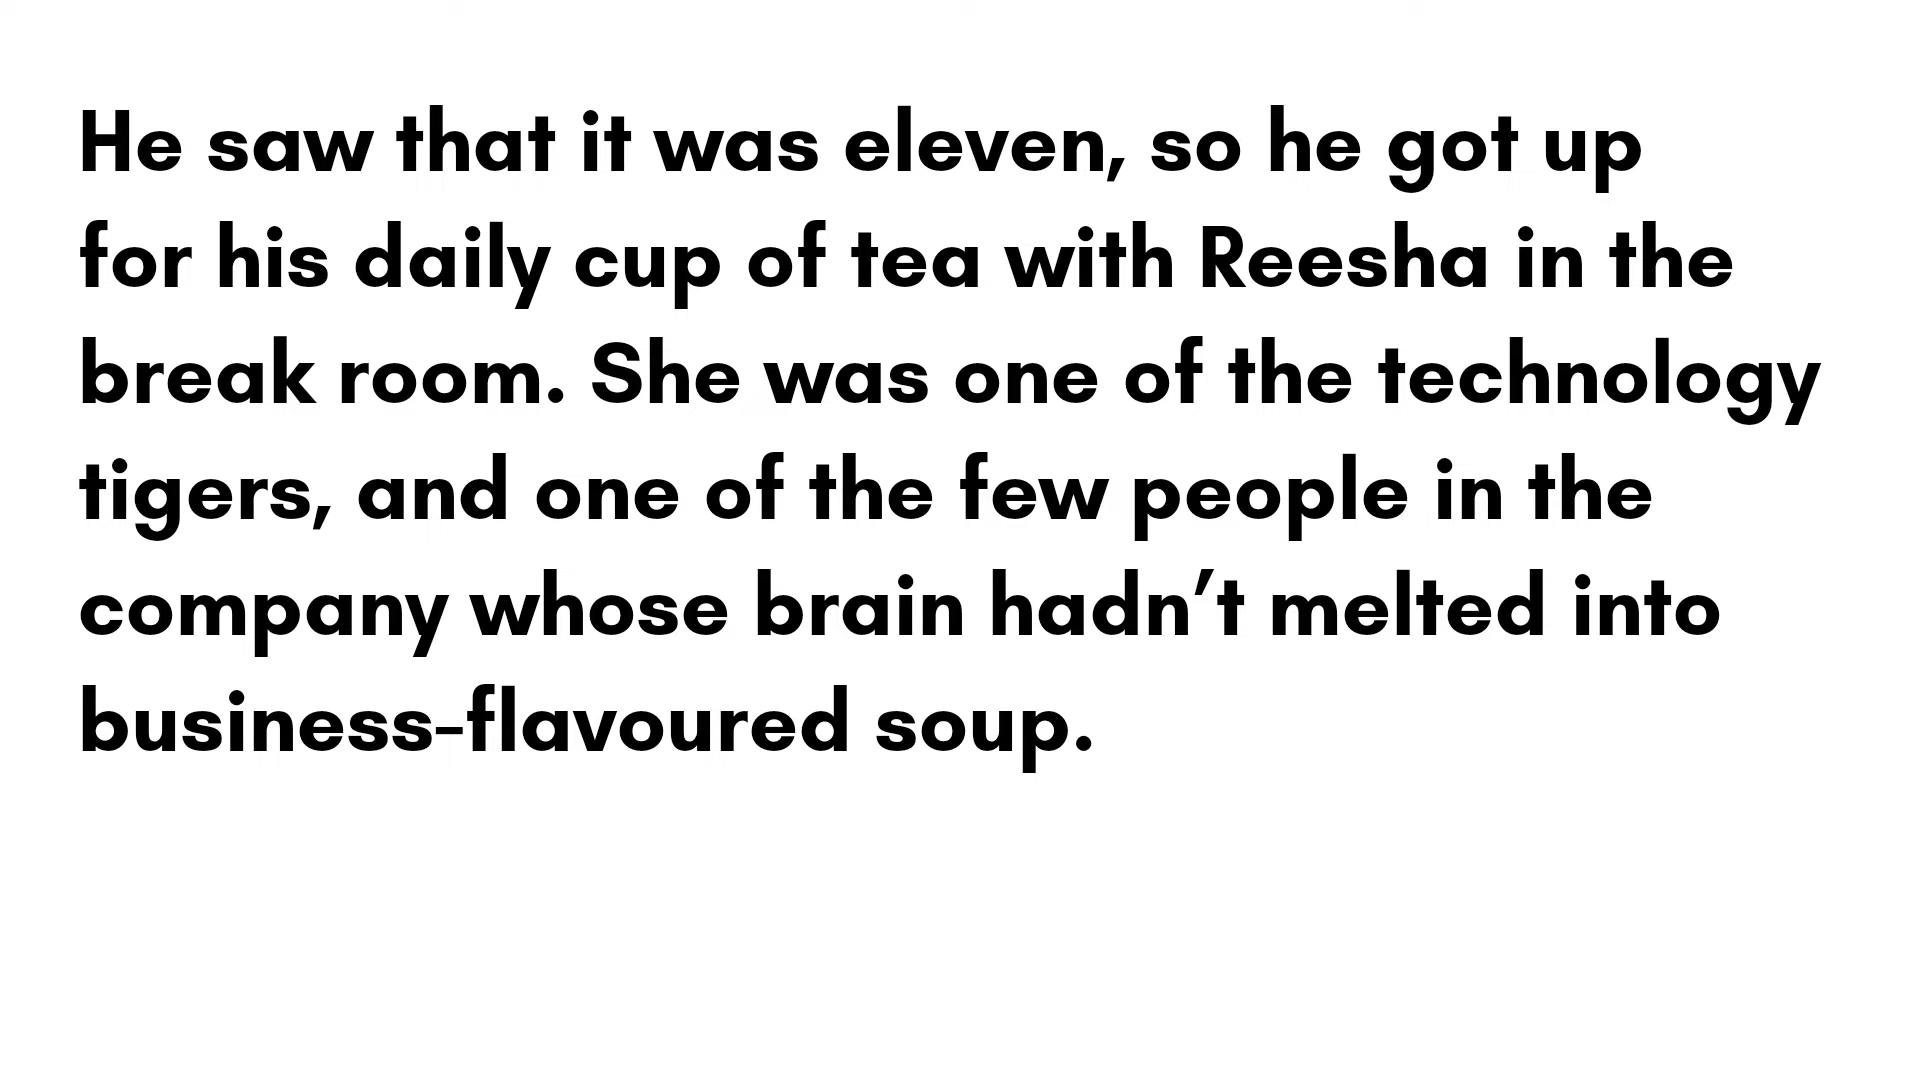 He saw that it was eleven, so he got up
for his daily cup of tea with Reesha in the
break room. She was one of the technology
tigers, and one of the few people in the
company whose brain hadn’t melted into
business-flavoured soup.